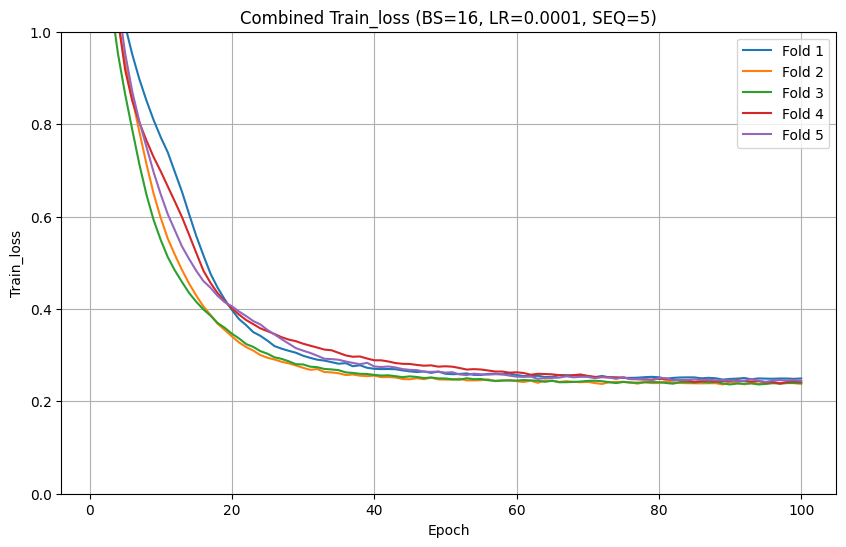 Combined Train_loss (BS=16, LR=0.0001, SEQ=5)
Fold 1
Fold 2
Fold 3
Fold 4
Fold 5
Train_loss
1.0
0.8
0.6
0.4
0.2
0.0
0 20 40 60 80 100
Epoch